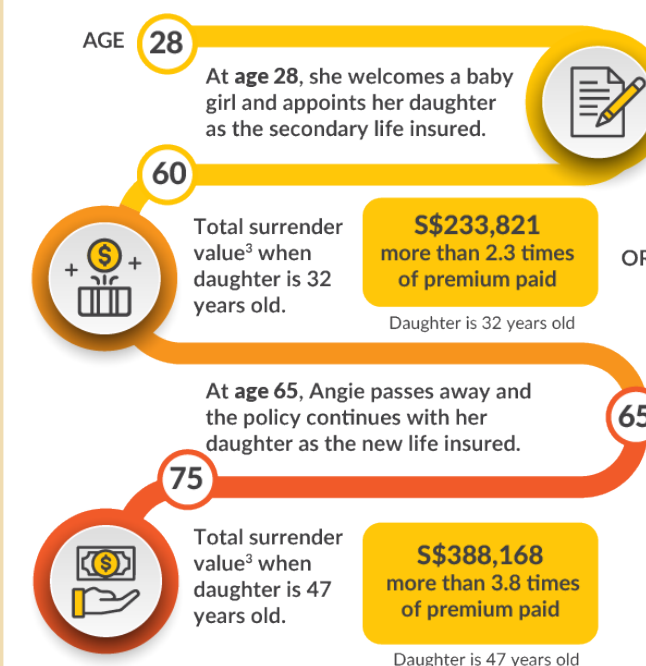 AGE 28
At age 28, she welcomes a baby
girl and appoints her daughter
as the secondary life insured.
60
Total surrender
value³ when
daughter is 32
years old.
S$233,821
more than 2.3 times
of premium paid
Daughter is 32 years old
OR
At age 65, Angie passes away and
the policy continues with her
daughter as the new life insured.
65
75
Total surrender
value³ when
daughter is 47
years old.
S$388,168
more than 3.8 times
of premium paid
Daughter is 47 years old